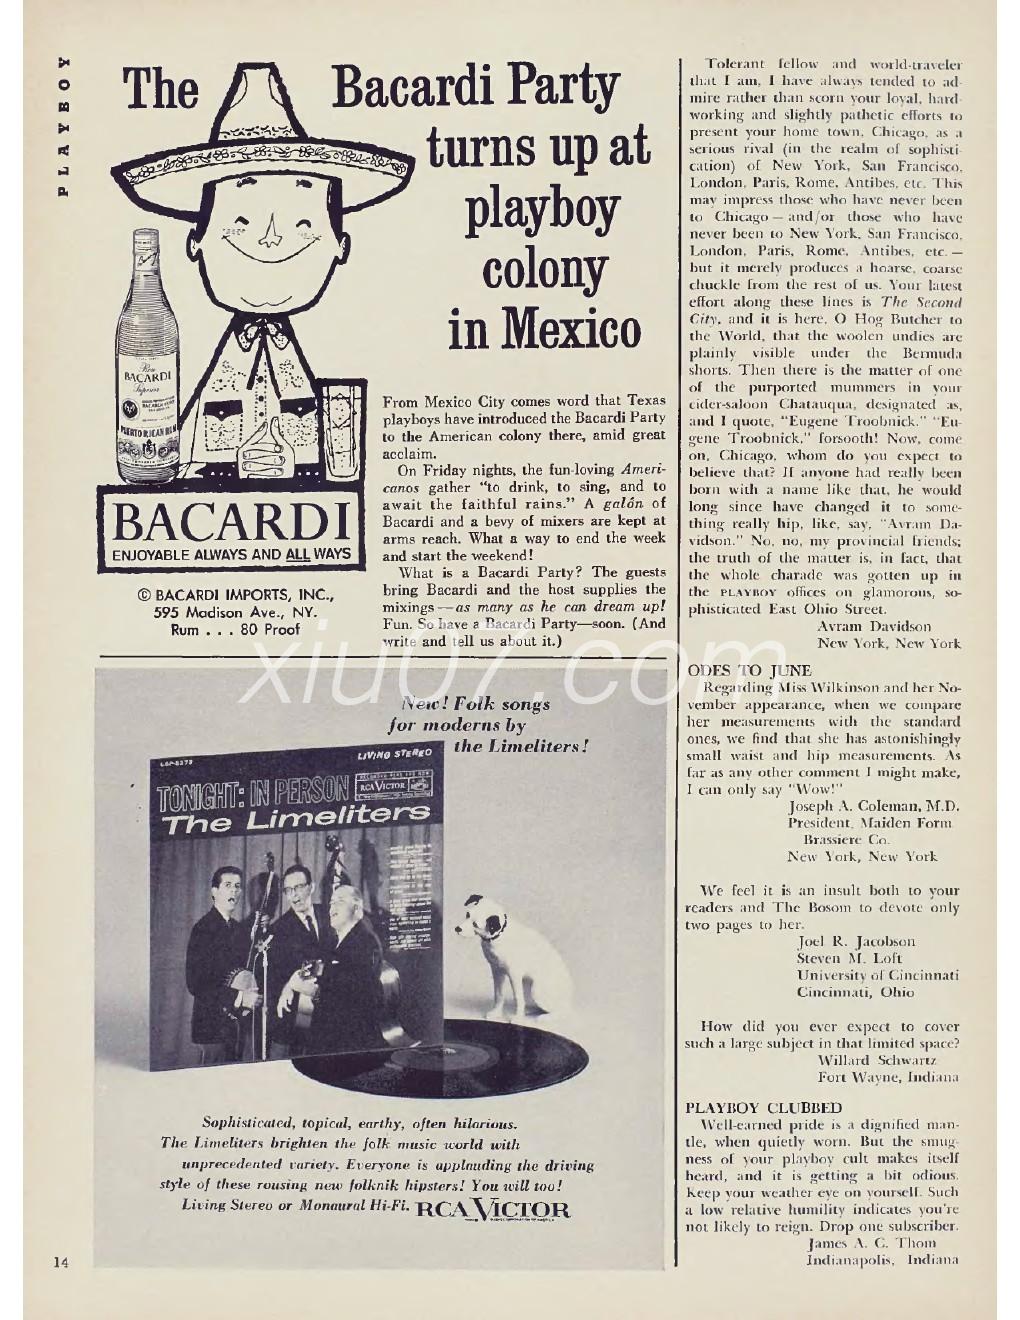 PLAYBOY
The Bacardi Party
turns up at
playboy
colony
in Mexico
Ron
BACARDI
Superior
PUERTO RICAN RUM
BACARDI
ENJOYABLE ALWAYS AND ALL WAYS
© BACARDI IMPORTS, INC.,
595 Madison Ave., NY.
Rum . . . 80 Proof
From Mexico City comes word that Texas
playboys have introduced the Bacardi Party
to the American colony there, amid great
acclaim.
On Friday nights, the fun-loving Ameri-
canos gather “to drink, to sing, and to
await the faithful rains.” A galón of
Bacardi and a bevy of mixers are kept at
arms reach. What a way to end the week
and start the weekend!
What is a Bacardi Party? The guests
bring Bacardi and the host supplies the
mixings—as many as he can dream up!
Fun. So have a Bacardi Party—soon. (And
write and tell us about it.)
xiu07.com
New! Folk songs
for moderns by
the Limeliters!
LSP-2272
LIVING STEREO
TONIGHT: IN PERSON
RCA VICTOR
The Limeliters
Sophisticated, topical, earthy, often hilarious.
The Limeliters brighten the folk music world with
unprecedented variety. Everyone is applauding the driving
style of these rousing new folknik hipsters! You will too!
Living Stereo or Monaural Hi-Fi. RCA VICTOR
14
Tolerant fellow and world-traveler
that I am, I have always tended to ad-
mire rather than scorn your loyal, hard-
working and slightly pathetic efforts to
present your home town, Chicago, as a
serious rival (in the realm of sophisti-
cation) of New York, San Francisco,
London, Paris, Rome, Antibes, etc. This
may impress those who have never been
to Chicago — and/or those who have
never been to New York, San Francisco,
London, Paris, Rome, Antibes, etc. —
but it merely produces a hoarse, coarse
chuckle from the rest of us. Your latest
effort along these lines is The Second
City, and it is here, O Hog Butcher to
the World, that the woolen undies are
plainly visible under the Bermuda
shorts. Then there is the matter of one
of the purported mummers in your
cider-saloon Chatauqua, designated as,
and I quote, “Eugene Troobnick.” “Eu-
gene Troobnick,” forsooth! Now, come
on, Chicago, whom do you expect to
believe that? If anyone had really been
born with a name like that, he would
long since have changed it to some-
thing really hip, like, say, “Avram Da-
vidson.” No, no, my provincial friends;
the truth of the matter is, in fact, that
the whole charade was gotten up in
the PLAYBOY offices on glamorous, so-
phisticated East Ohio Street.
Avram Davidson
New York, New York
ODES TO JUNE
Regarding Miss Wilkinson and her No-
vember appearance, when we compare
her measurements with the standard
ones, we find that she has astonishingly
small waist and hip measurements. As
far as any other comment I might make,
I can only say “Wow!”
Joseph A. Coleman, M.D.
President, Maiden Form
Brassiere Co.
New York, New York
We feel it is an insult both to your
readers and The Bosom to devote only
two pages to her.
Joel R. Jacobson
Steven M. Loft
University of Cincinnati
Cincinnati, Ohio
How did you ever expect to cover
such a large subject in that limited space?
Willard Schwartz
Fort Wayne, Indiana
PLAYBOY CLUBBED
Well-earned pride is a dignified man-
tle, when quietly worn. But the smug-
ness of your playboy cult makes itself
heard, and it is getting a bit odious.
Keep your weather eye on yourself. Such
a low relative humility indicates you're
not likely to reign. Drop one subscriber.
James A. C. Thom
Indianapolis, Indiana